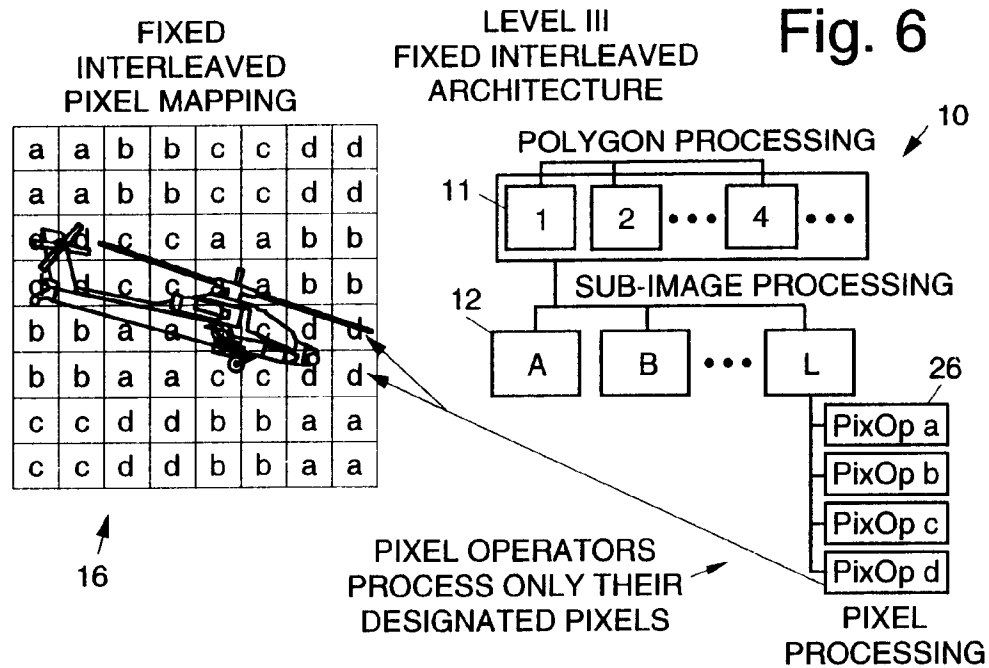 FIXED
INTERLEAVED
PIXEL MAPPING
LEVEL III
FIXED INTERLEAVED
ARCHITECTURE
Fig. 6
a a b b c c d d
a a b b c c d d
d d c c a a b b
d d c c a a b b
b b a a c d d
b b a a c c d d
c c d d b b a a
c c d d b b a a
16
10
POLYGON PROCESSING
11
1 2 ••• 4 •••
SUB-IMAGE PROCESSING
12
A B ••• L
26
PixOp a
PixOp b
PixOp c
PixOp d
PIXEL
PROCESSING
PIXEL OPERATORS
PROCESS ONLY THEIR
DESIGNATED PIXELS